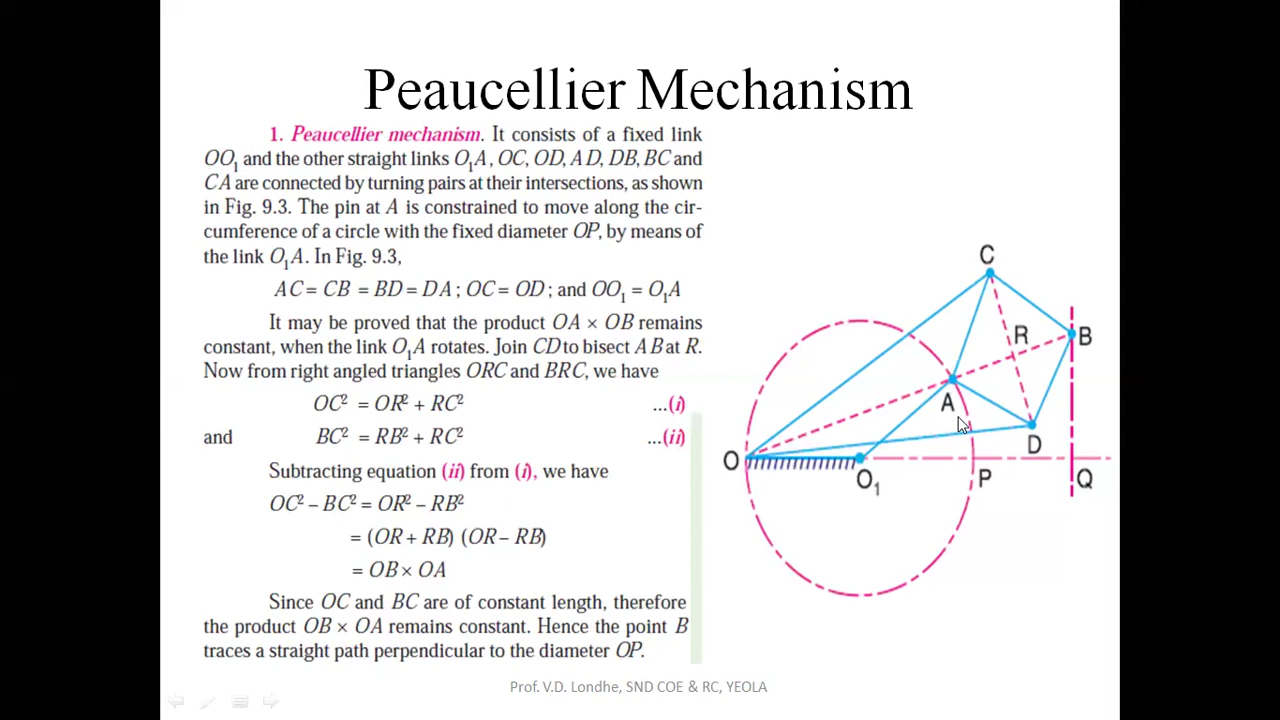 Peaucellier Mechanism
1. Peaucellier mechanism. It consists of a fixed link
OO₁ and the other straight links O₁A, OC, OD, AD, DB, BC and
CA are connected by turning pairs at their intersections, as shown
in Fig. 9.3. The pin at A is constrained to move along the cir-
cumference of a circle with the fixed diameter OP, by means of
the link O₁A. In Fig. 9.3,
AC = CB = BD = DA ; OC = OD ; and OO₁ = O₁A
It may be proved that the product OA × OB remains
constant, when the link O₁A rotates. Join CD to bisect AB at R.
Now from right angled triangles ORC and BRC, we have
OC² = OR² + RC² ...(i)
and BC² = RB² + RC² ...(ii)
Subtracting equation (ii) from (i), we have
OC² – BC² = OR² – RB²
= (OR + RB) (OR – RB)
= OB × OA
Since OC and BC are of constant length, therefore
the product OB × OA remains constant. Hence the point B
traces a straight path perpendicular to the diameter OP.
C
R
B
A
D
O
O₁
P
Q
Prof. V.D. Londhe, SND COE & RC, YEOLA